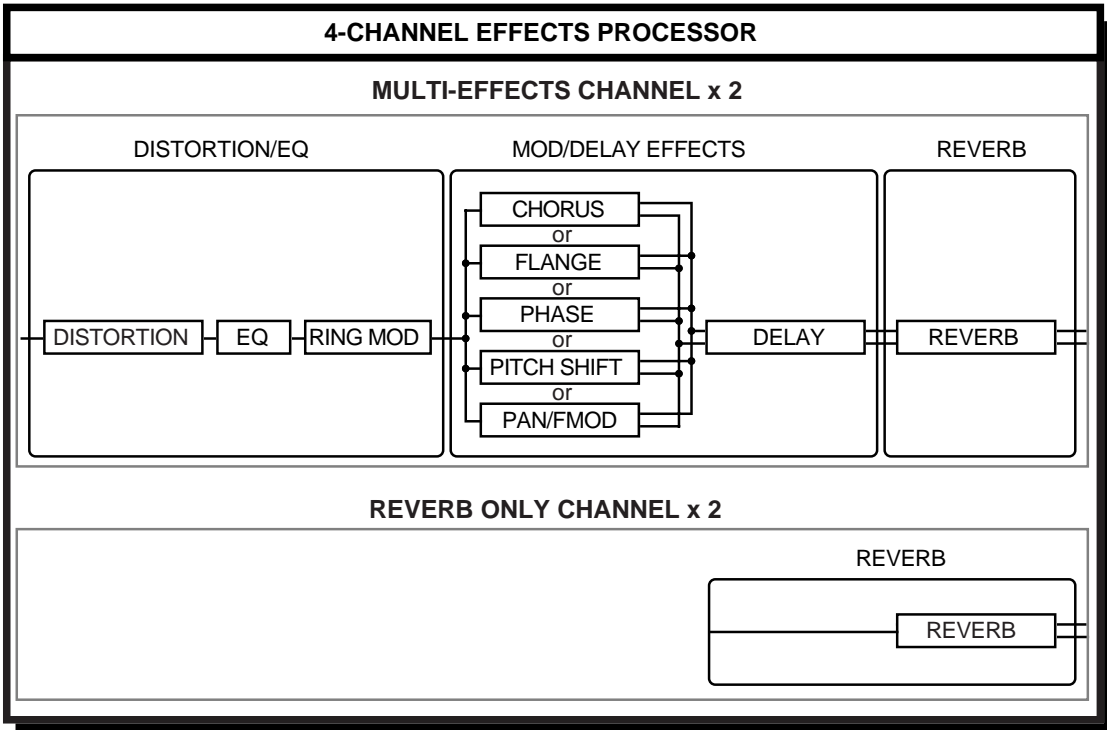 4-CHANNEL EFFECTS PROCESSOR
MULTI-EFFECTS CHANNEL x 2
DISTORTION/EQ
MOD/DELAY EFFECTS
REVERB
CHORUS
or
FLANGE
or
PHASE
or
PITCH SHIFT
or
PAN/FMOD
DISTORTION
EQ
RING MOD
DELAY
REVERB
REVERB ONLY CHANNEL x 2
REVERB
REVERB